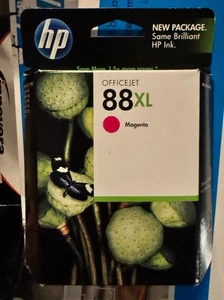 hp
NEW PACKAGE.
Same Brilliant
HP Ink.
OFFICEJET
88XL
Magenta